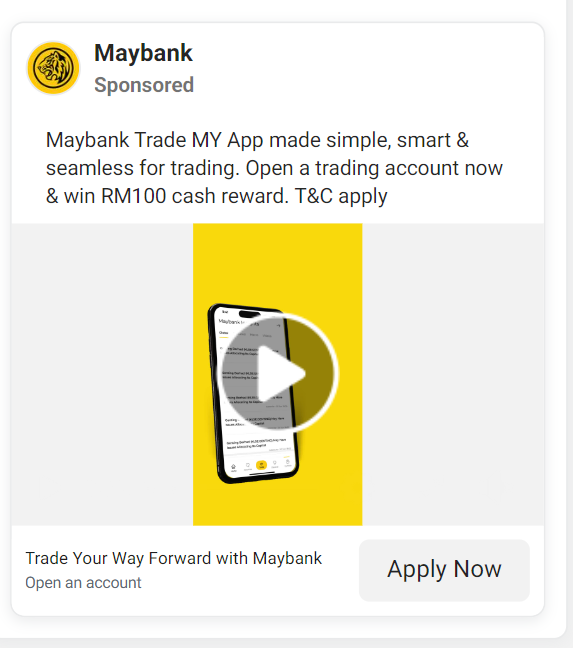 Maybank
Sponsored
Maybank Trade MY App made simple, smart &
seamless for trading. Open a trading account now
& win RM100 cash reward. T&C apply
Maybank
Trade Your Way Forward with Maybank
Open an account
Apply Now